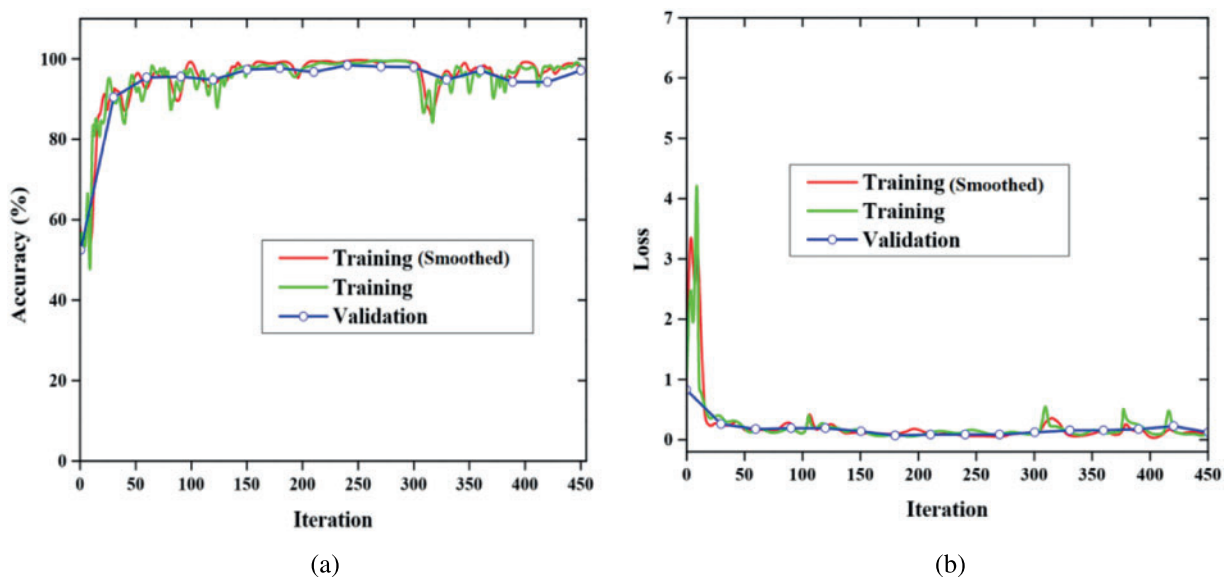 Accuracy (%)
100
80
60
40
20
0
Training (Smoothed)
Training
Validation
0 50 100 150 200 250 300 350 400 450
Iteration
(a)
Loss
7
6
5
4
3
2
1
0
Training (Smoothed)
Training
Validation
0 50 100 150 200 250 300 350 400 450
Iteration
(b)